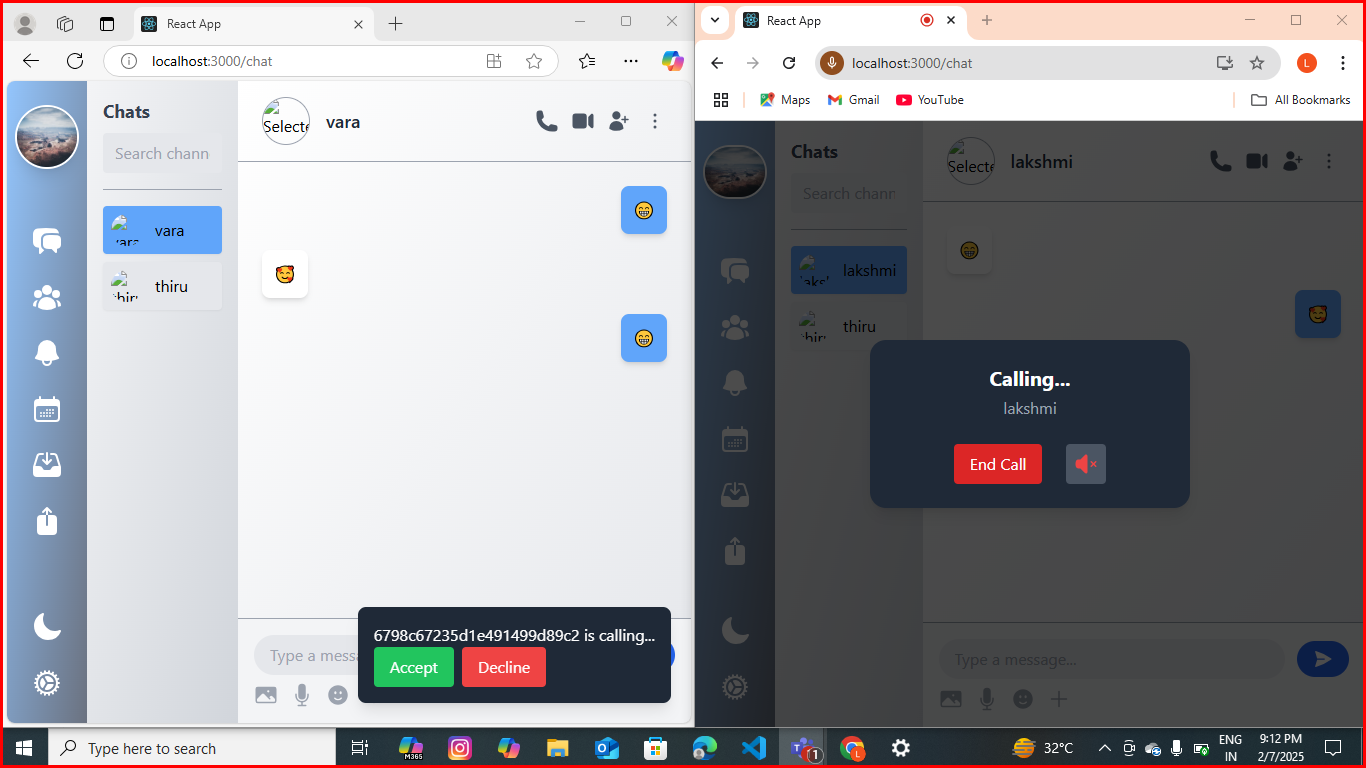 React App
localhost:3000/chat
Chats
Search chann
vara
vara
thiru
thiru
Selecte
vara
6798c67235d1e491499d89c2 is calling...
Accept
Decline
Type a messa
React App
localhost:3000/chat
L
Maps
Gmail
YouTube
All Bookmarks
Chats
Search chann
laksl
lakshmi
thiru
thiru
Selecte
lakshmi
Calling...
lakshmi
End Call
Type a message...
Type here to search
M365
L
1
32°C
ENG
IN
9:12 PM
2/7/2025